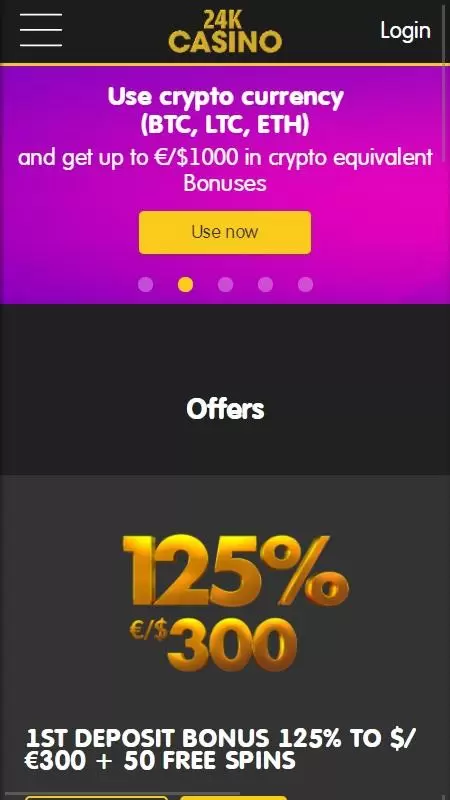 24K
CASINO
Login
Use crypto currency
(BTC, LTC, ETH)
and get up to €/$1000 in crypto equivalent
Bonuses
Use now
Offers
125%
€/$300
1ST DEPOSIT BONUS 125% TO $/
€300 + 50 FREE SPINS